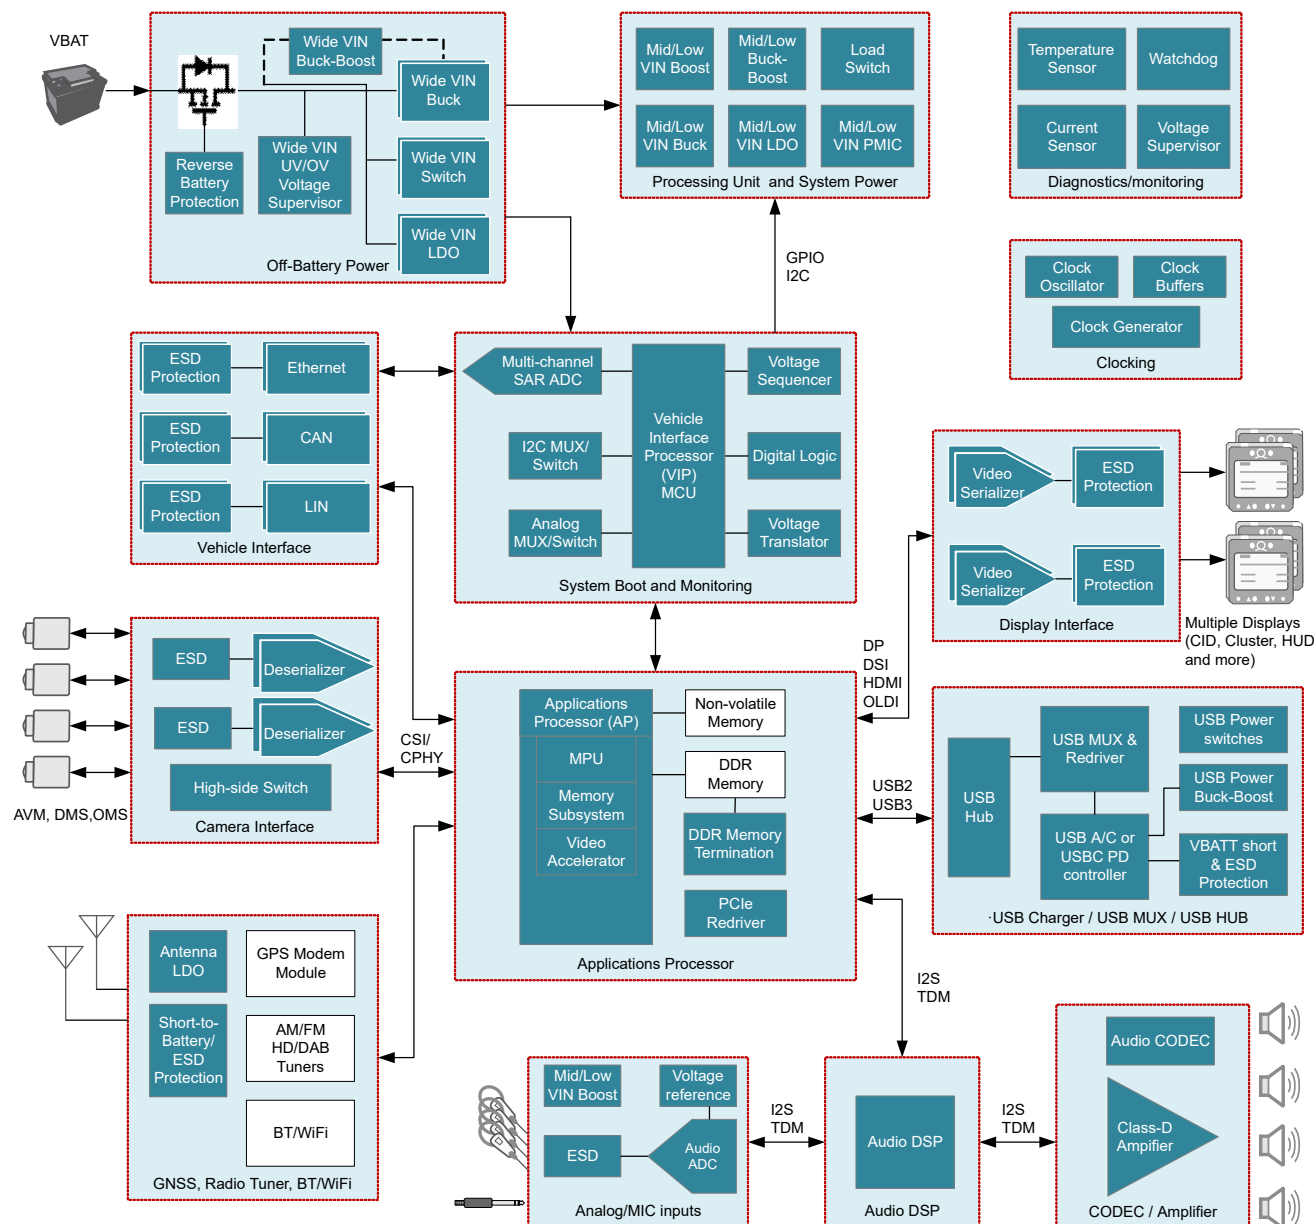 VBAT
Wide VIN
Buck-Boost
Wide VIN
Buck
Reverse
Battery
Protection
Wide VIN
UV/OV
Voltage
Supervisor
Wide VIN
Switch
Wide VIN
LDO
Off-Battery Power
Mid/Low
VIN Boost
Mid/Low
Buck-
Boost
Load
Switch
Mid/Low
VIN Buck
Mid/Low
VIN LDO
Mid/Low
VIN PMIC
Processing Unit and System Power
Temperature
Sensor
Watchdog
Current
Sensor
Voltage
Supervisor
Diagnostics/monitoring
GPIO
I2C
Clock
Oscillator
Clock
Buffers
Clock Generator
Clocking
ESD
Protection
Ethernet
ESD
Protection
CAN
ESD
Protection
LIN
Vehicle Interface
Multi-channel
SAR ADC
I2C MUX/
Switch
Analog
MUX/Switch
Vehicle
Interface
Processor
(VIP)
MCU
Voltage
Sequencer
Digital Logic
Voltage
Translator
System Boot and Monitoring
Video
Serializer
ESD
Protection
Video
Serializer
ESD
Protection
Display Interface
Multiple Displays
(CID, Cluster, HUD
and more)
ESD
Deserializer
ESD
Deserializer
High-side Switch
Camera Interface
AVM, DMS,OMS
CSI/
CPHY
Applications
Processor (AP)
MPU
Memory
Subsystem
Video
Accelerator
Non-volatile
Memory
DDR
Memory
DDR Memory
Termination
PCIe
Redriver
Applications Processor
DP
DSI
HDMI
OLDI
USB2
USB3
USB
Hub
USB MUX &
Redriver
USB A/C or
USBC PD
controller
USB Power
switches
USB Power
Buck-Boost
VBATT short
& ESD
Protection
·USB Charger / USB MUX / USB HUB
Antenna
LDO
GPS Modem
Module
Short-to-
Battery/
ESD
Protection
AM/FM
HD/DAB
Tuners
BT/WiFi
GNSS, Radio Tuner, BT/WiFi
I2S
TDM
Mid/Low
VIN Boost
Voltage
reference
ESD
Audio
ADC
Analog/MIC inputs
I2S
TDM
Audio DSP
Audio DSP
I2S
TDM
Audio CODEC
Class-D
Ampifier
CODEC / Amplifier